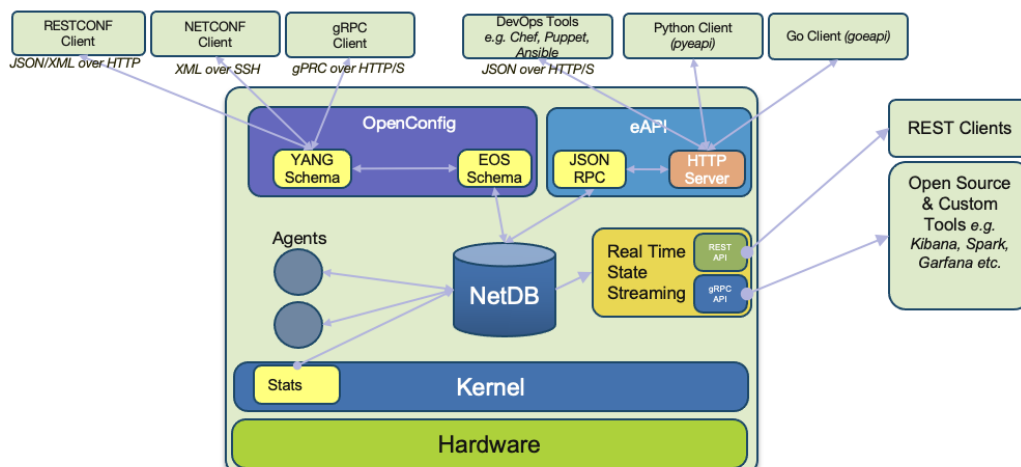 RESTCONF
Client
JSON/XML over HTTP
NETCONF
Client
XML over SSH
gRPC
Client
gPRC over HTTP/S
DevOps Tools
e.g. Chef, Puppet,
Ansible
JSON over HTTP/S
Python Client
(pyeapi)
Go Client (goeapi)
OpenConfig
YANG
Schema
EOS
Schema
eAPI
JSON
RPC
HTTP
Server
REST Clients
Open Source
& Custom
Tools e.g.
Kibana, Spark,
Garfana etc.
Agents
NetDB
Real Time
State
Streaming
REST
API
gRPC
API
Stats
Kernel
Hardware